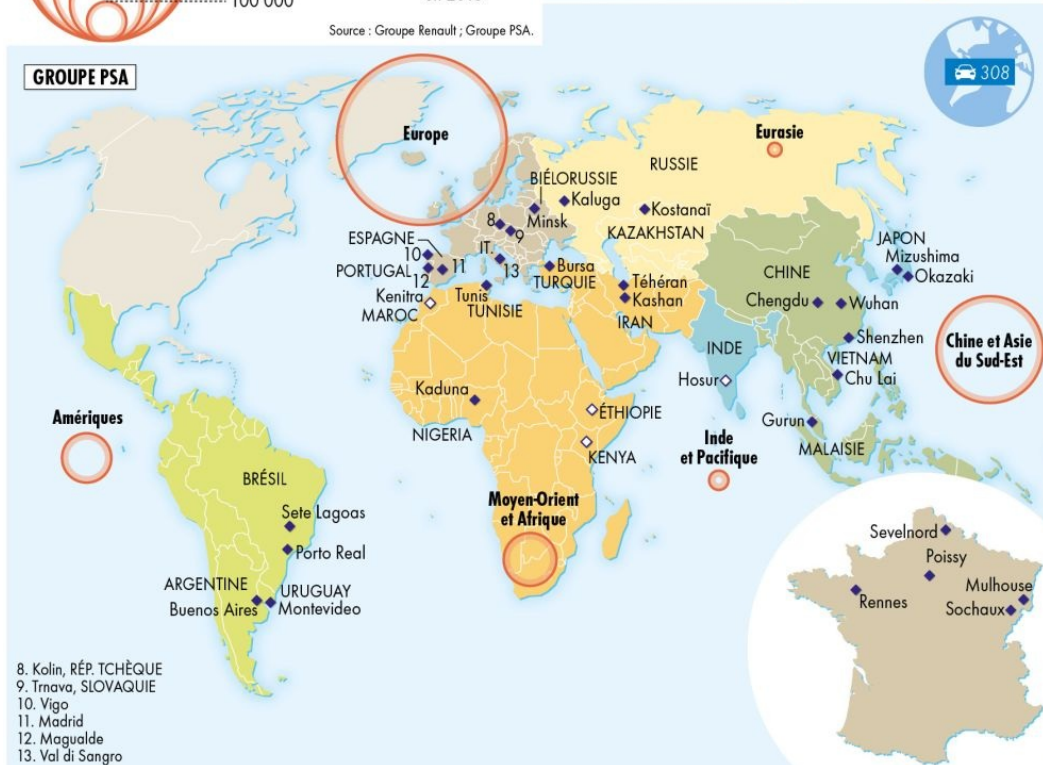 100 000
Source : Groupe Renault ; Groupe PSA.
GROUPE PSA
308
Europe
Eurasie
RUSSIE
BIÉLORUSSIE
Kaluga
Minsk
Kostanaï
KAZAKHSTAN
8
9
ESPAGNE
IT.
10
PORTUGAL
11
12
13
Bursa
TURQUIE
Tunis
TUNISIE
Kenitra
MAROC
Téhéran
Kashan
IRAN
JAPON
Mizushima
Okazaki
CHINE
Chengdu
Wuhan
Shenzhen
Chine et Asie
du Sud-Est
INDE
Hosur
VIETNAM
Chu Lai
Gurun
MALAISIE
Kaduna
NIGERIA
ÉTHIOPIE
KENYA
Inde
et Pacifique
Amériques
BRÉSIL
Sete Lagoas
Porto Real
ARGENTINE
Buenos Aires
URUGUAY
Montevideo
Moyen-Orient
et Afrique
Sevelnord
Poissy
Rennes
Mulhouse
Sochaux
8. Kolin, RÉP. TCHÈQUE
9. Trnava, SLOVAQUIE
10. Vigo
11. Madrid
12. Magualde
13. Val di Sangro